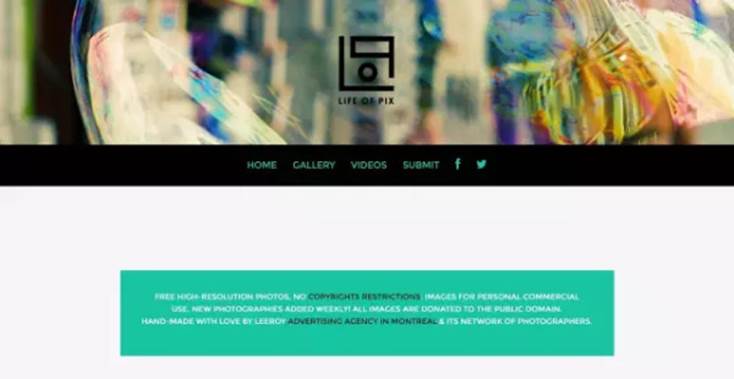 LIFE OF PIX
HOME GALLERY VIDEOS SUBMIT
FREE HIGH-RESOLUTION PHOTOS, NO COPYRIGHTS RESTRICTIONS. IMAGES FOR PERSONAL COMMERCIAL
USE. NEW PHOTOGRAPHIES ADDED WEEKLY! ALL IMAGES ARE DONATED TO THE PUBLIC DOMAIN.
HAND-MADE WITH LOVE BY LEEROY ADVERTISING AGENCY IN MONTREAL & ITS NETWORK OF PHOTOGRAPHERS.